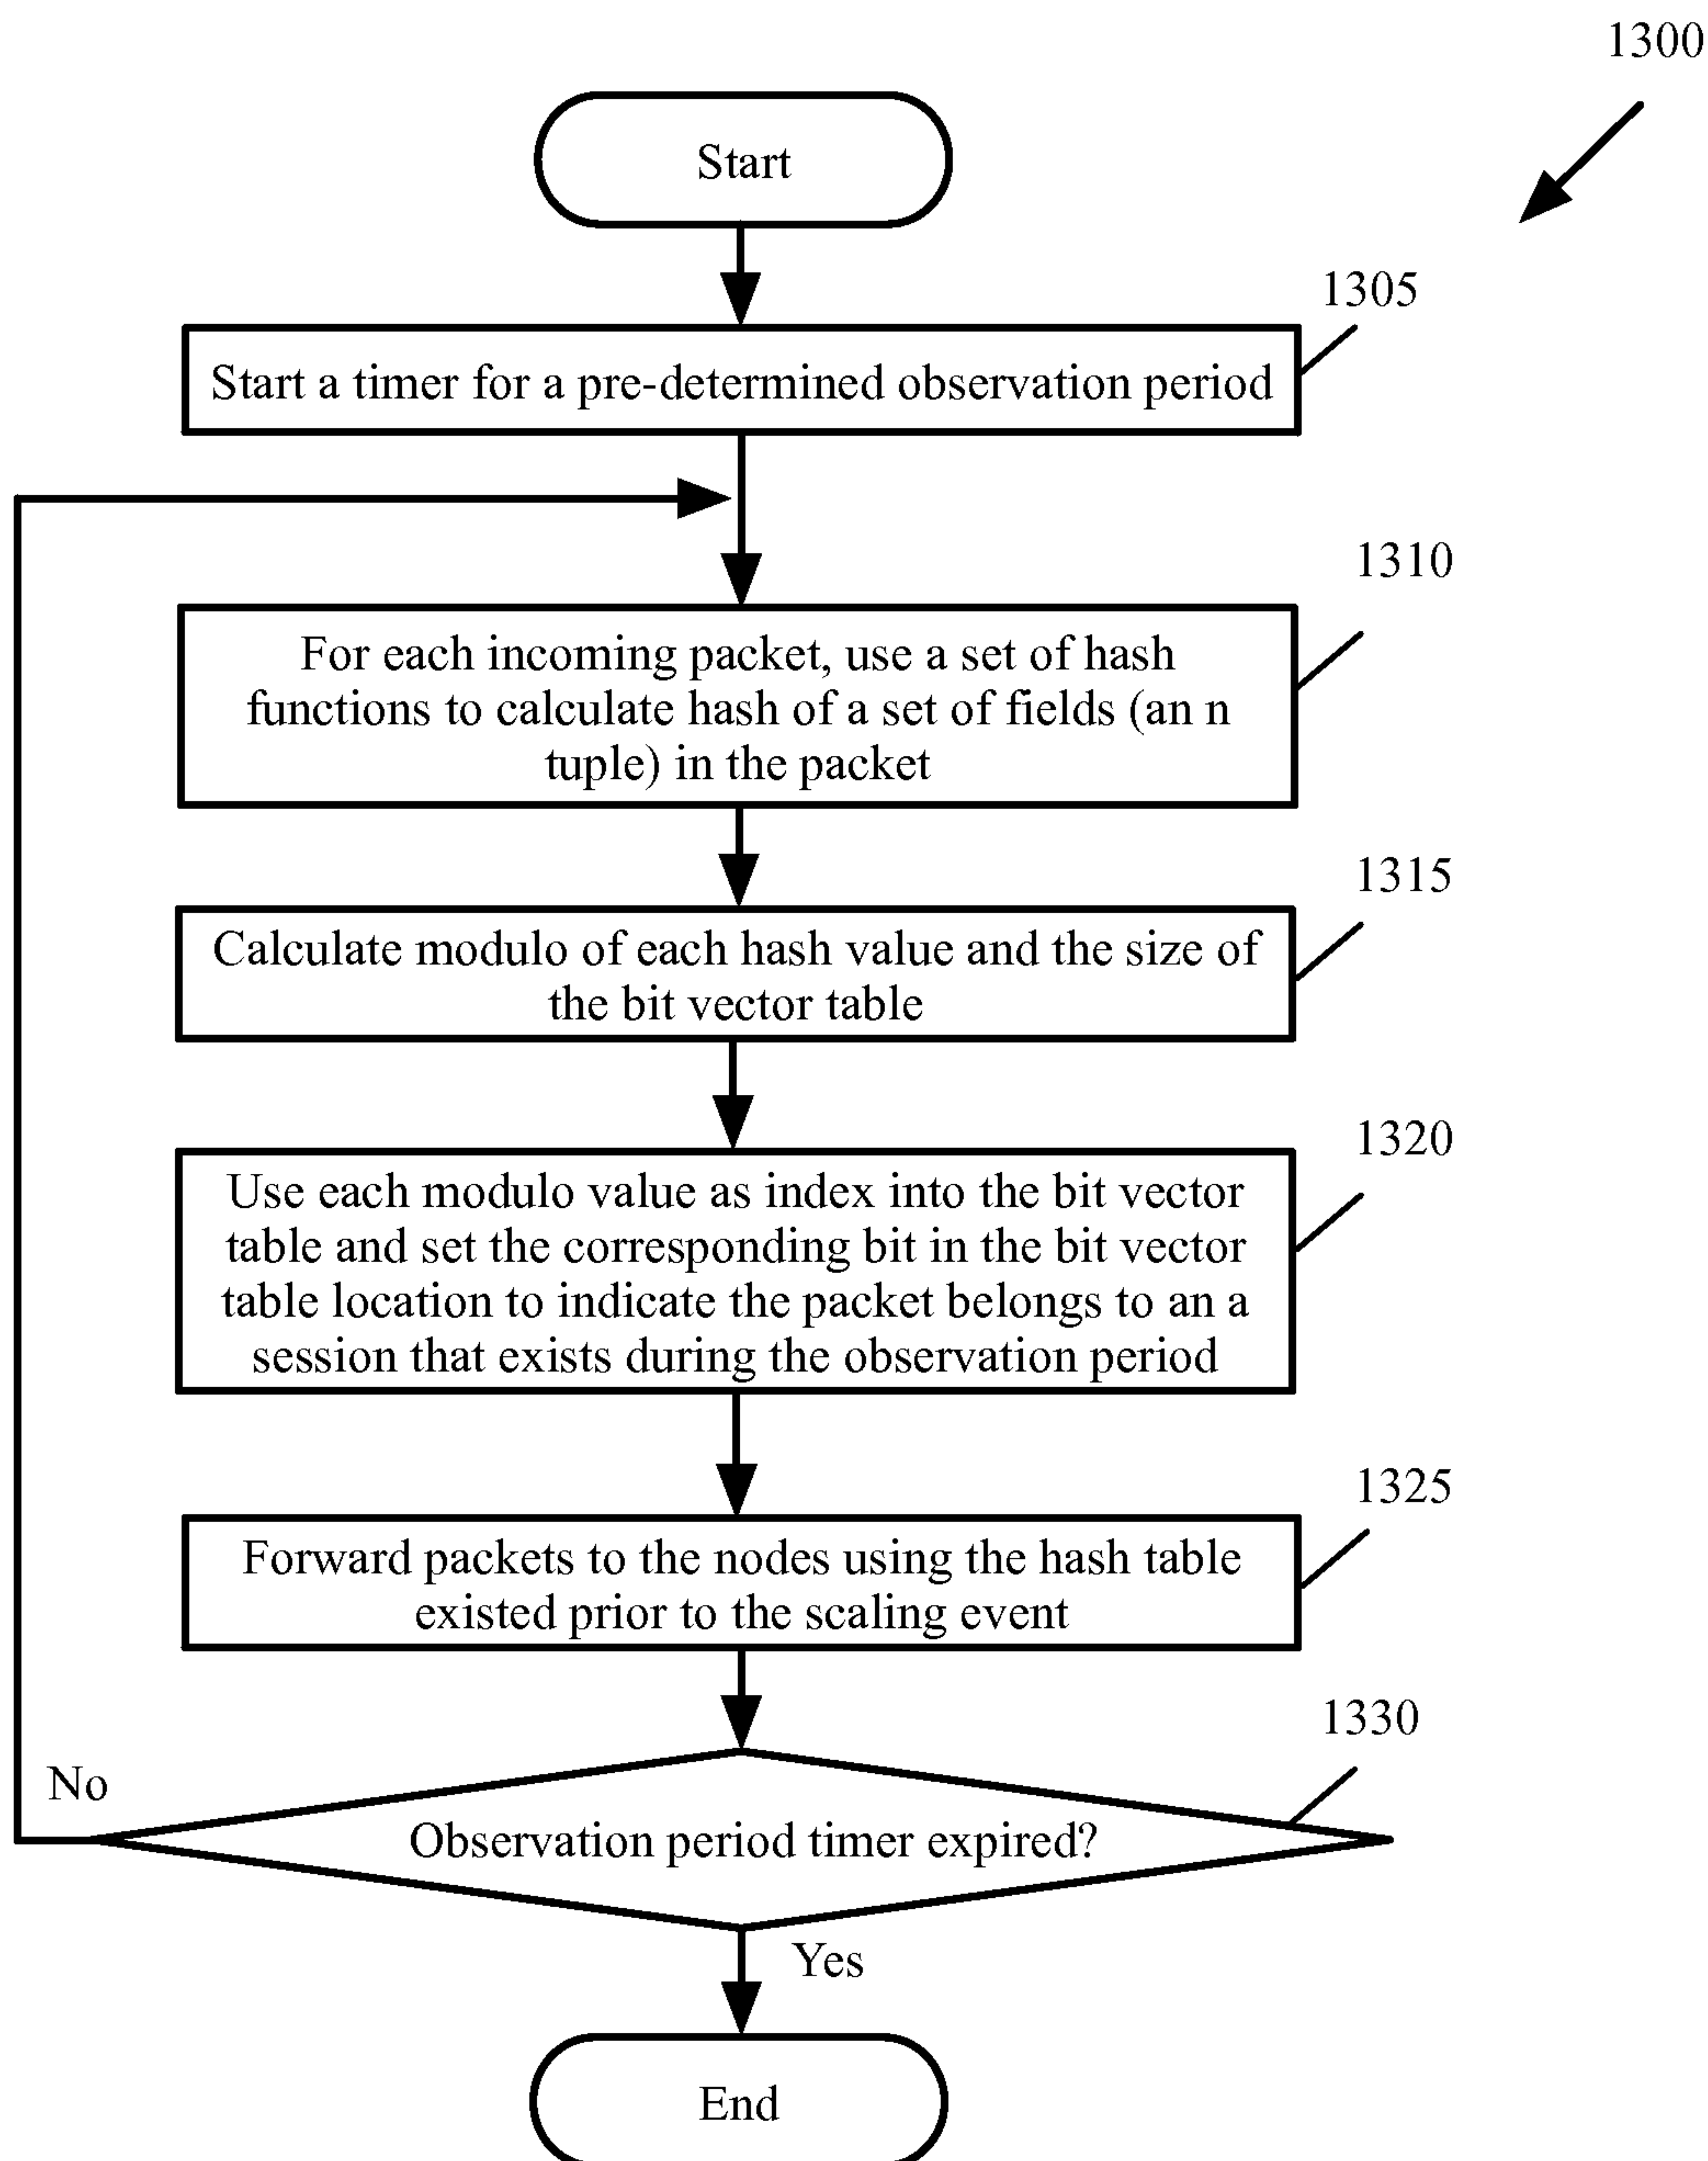 1300
Start
1305
Start a timer for a pre-determined observation period
1310
For each incoming packet, use a set of hash
functions to calculate hash of a set of fields (an n
tuple) in the packet
1315
Calculate modulo of each hash value and the size of
the bit vector table
1320
Use each modulo value as index into the bit vector
table and set the corresponding bit in the bit vector
table location to indicate the packet belongs to an a
session that exists during the observation period
1325
Forward packets to the nodes using the hash table
existed prior to the scaling event
1330
No
Observation period timer expired?
Yes
End